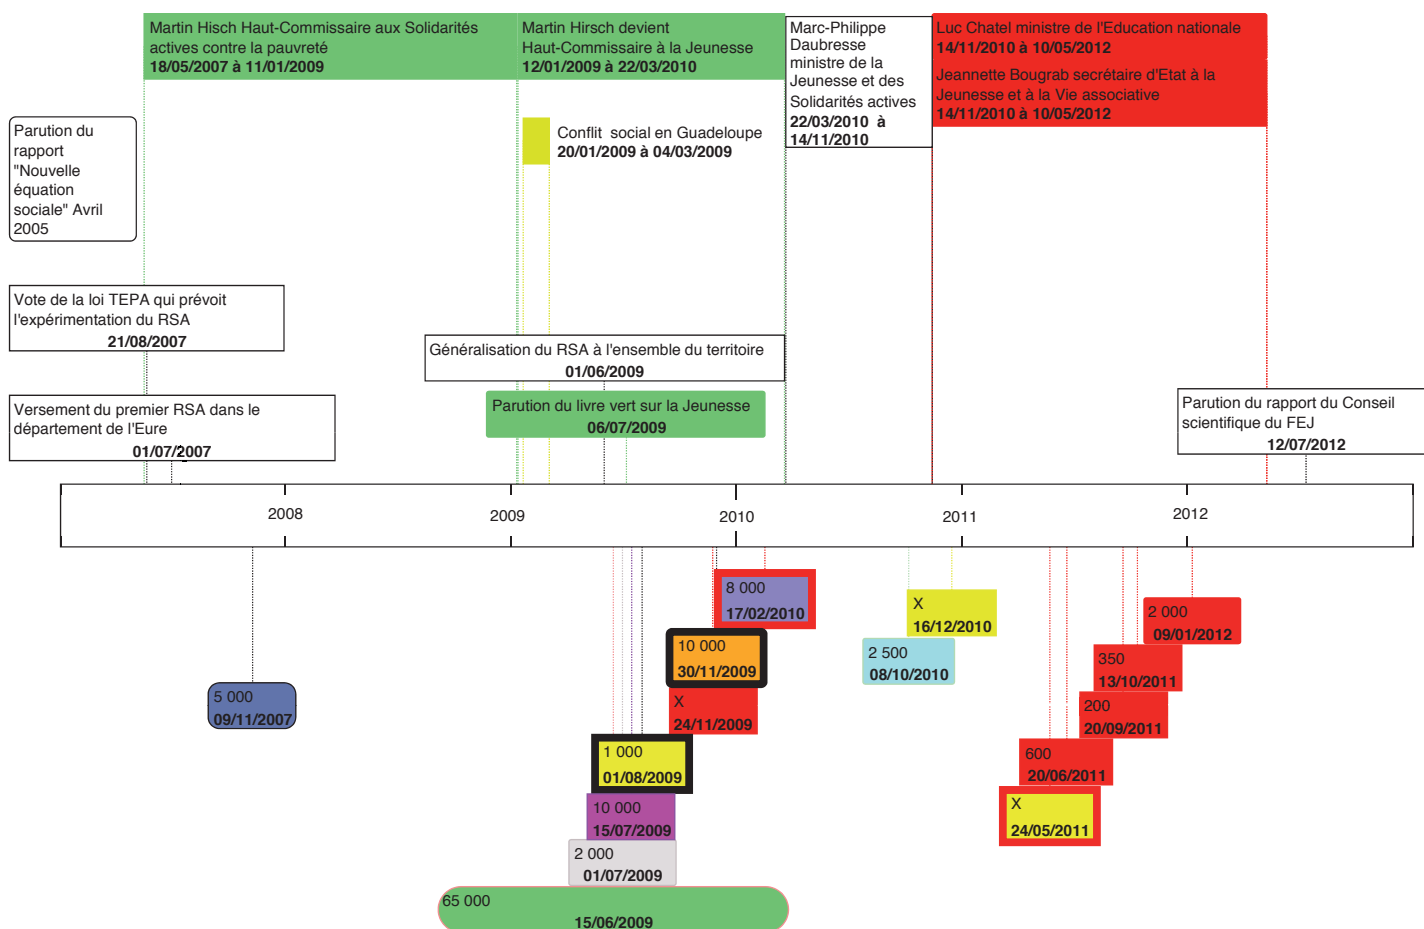 Martin Hisch Haut-Commissaire aux Solidarités
actives contre la pauvreté
18/05/2007 à 11/01/2009
Martin Hirsch devient
Haut-Commissaire à la Jeunesse
12/01/2009 à 22/03/2010
Marc-Philippe
Daubresse
ministre de la
Jeunesse et des
Solidarités actives
22/03/2010 à
14/11/2010
Luc Chatel ministre de l'Education nationale
14/11/2010 à 10/05/2012
Jeannette Bougrab secrétaire d'Etat à la
Jeunesse et à la Vie associative
14/11/2010 à 10/05/2012
Parution du
rapport
"Nouvelle
équation
sociale" Avril
2005
Conflit social en Guadeloupe
20/01/2009 à 04/03/2009
Vote de la loi TEPA qui prévoit
l'expérimentation du RSA
21/08/2007
Généralisation du RSA à l'ensemble du territoire
01/06/2009
Versement du premier RSA dans le
département de l'Eure
01/07/2007
Parution du livre vert sur la Jeunesse
06/07/2009
Parution du rapport du Conseil
scientifique du FEJ
12/07/2012
2008
2009
2010
2011
2012
8 000
17/02/2010
X
16/12/2010
2 000
09/01/2012
10 000
30/11/2009
2 500
08/10/2010
350
13/10/2011
5 000
09/11/2007
X
24/11/2009
200
20/09/2011
1 000
01/08/2009
600
20/06/2011
10 000
15/07/2009
X
24/05/2011
2 000
01/07/2009
65 000
15/06/2009